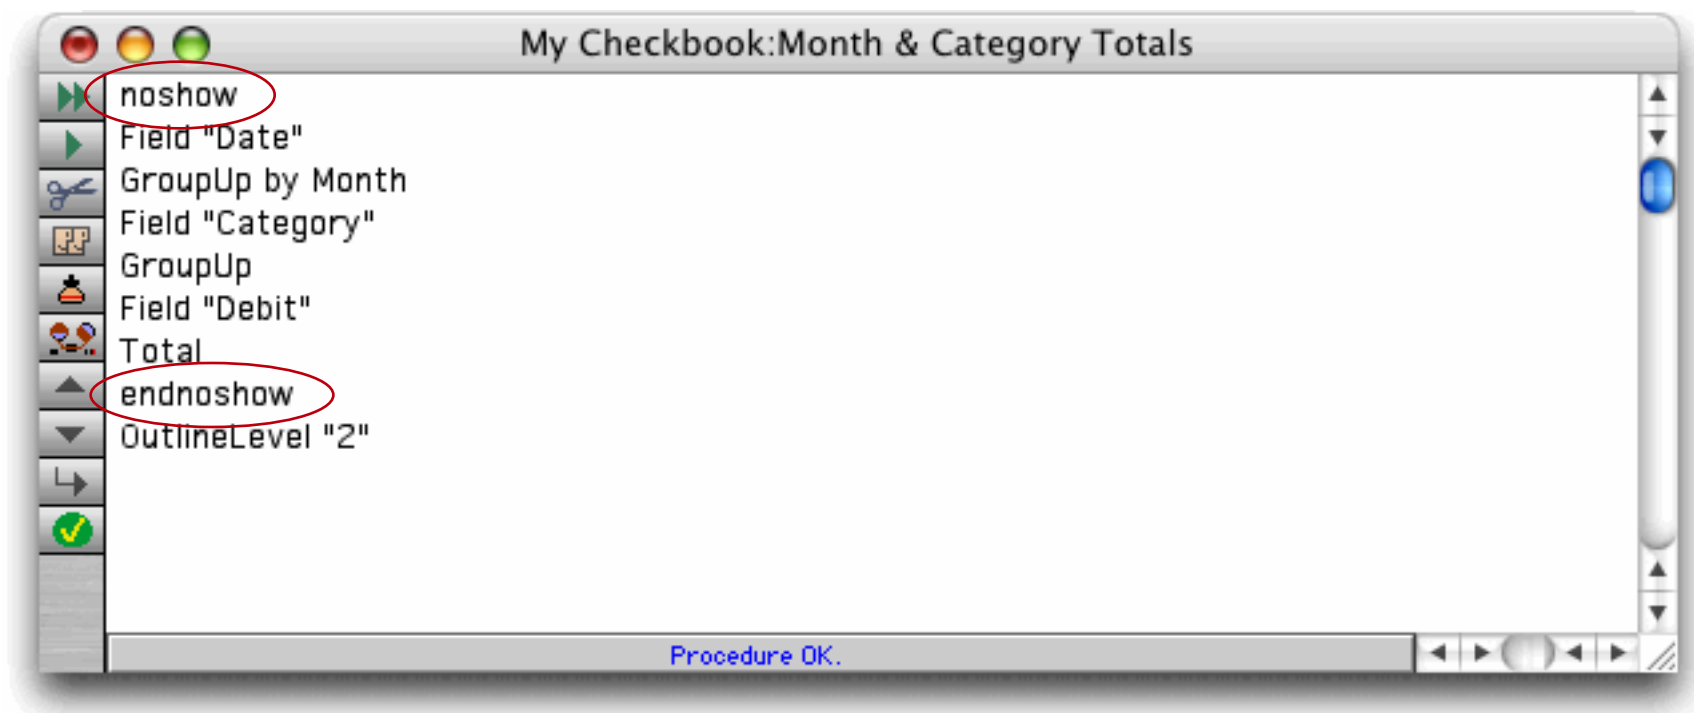 My Checkbook:Month & Category Totals
noshow
Field "Date"
GroupUp by Month
Field "Category"
GroupUp
Field "Debit"
Total
endnoshow
OutlineLevel "2"
Procedure OK.